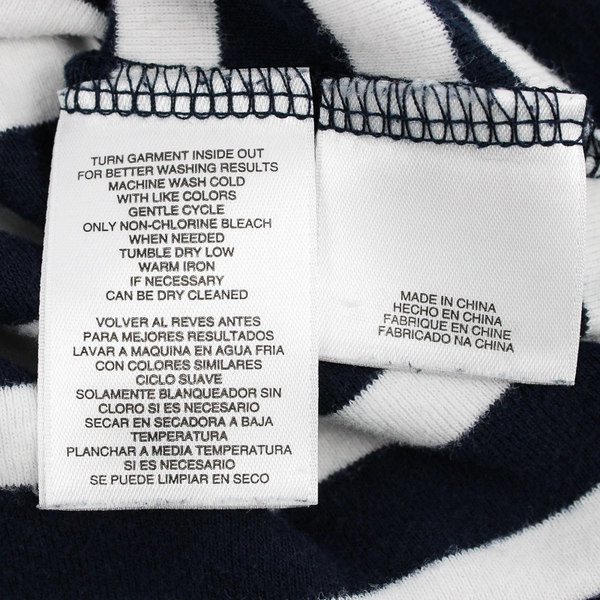 TURN GARMENT INSIDE OUT
FOR BETTER WASHING RESULTS
MACHINE WASH COLD
WITH LIKE COLORS
GENTLE CYCLE
ONLY NON-CHLORINE BLEACH
WHEN NEEDED
TUMBLE DRY LOW
WARM IRON
IF NECESSARY
CAN BE DRY CLEANED
VOLVER AL REVES ANTES
PARA MEJORES RESULTADOS
LAVAR A MAQUINA EN AGUA FRIA
CON COLORES SIMILARES
CICLO SUAVE
SOLAMENTE BLANQUEADOR SIN
CLORO SI ES NECESARIO
SECAR EN SECADORA A BAJA
TEMPERATURA
PLANCHAR A MEDIA TEMPERATURA
SI ES NECESARIO
SE PUEDE LIMPIAR EN SECO
MADE IN CHINA
HECHO EN CHINA
FABRIQUE EN CHINE
FABRICADO NA CHINA